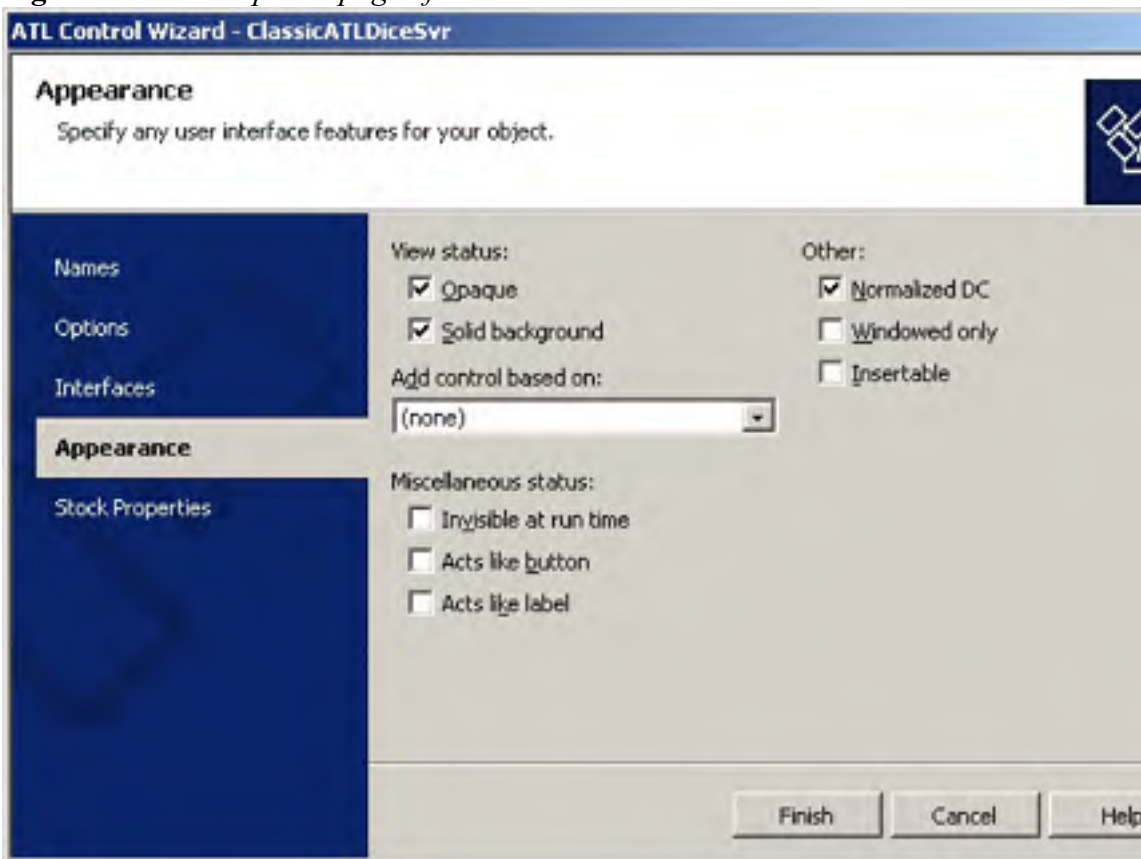 ATL Control Wizard - ClassicATLDiceSvr
Appearance
Specify any user interface features for your object.
Names
Options
Interfaces
Appearance
Stock Properties
View status:
Opaque
Solid background
Add control based on:
(none)
Miscellaneous status:
Invisible at run time
Acts like button
Acts like label
Other:
Normalized DC
Windowed only
Insertable
Finish
Cancel
Help